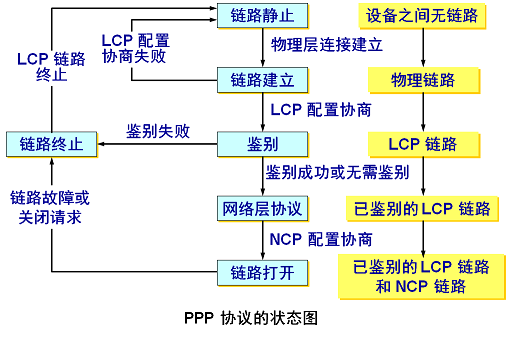 链路静止
设备之间无链路
LCP 配置
协商失败
物理层连接建立
LCP 链路
终止
链路建立
物理链路
LCP 配置协商
鉴别失败
链路终止
鉴别
LCP 链路
鉴别成功或无需鉴别
链路故障或
关闭请求
网络层协议
已鉴别的 LCP 链路
NCP 配置协商
链路打开
已鉴别的 LCP 链路
和 NCP 链路
PPP 协议的状态图